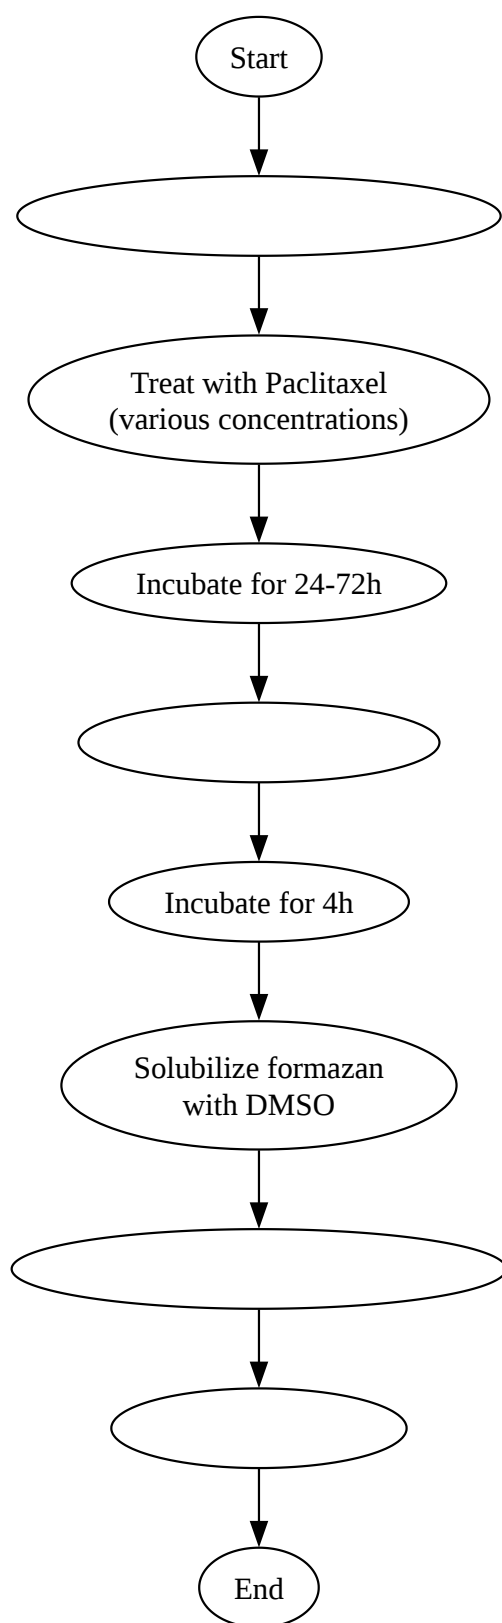 Start
Treat with Paclitaxel
(various concentrations)
Incubate for 24-72h
Incubate for 4h
Solubilize formazan
with DMSO
End